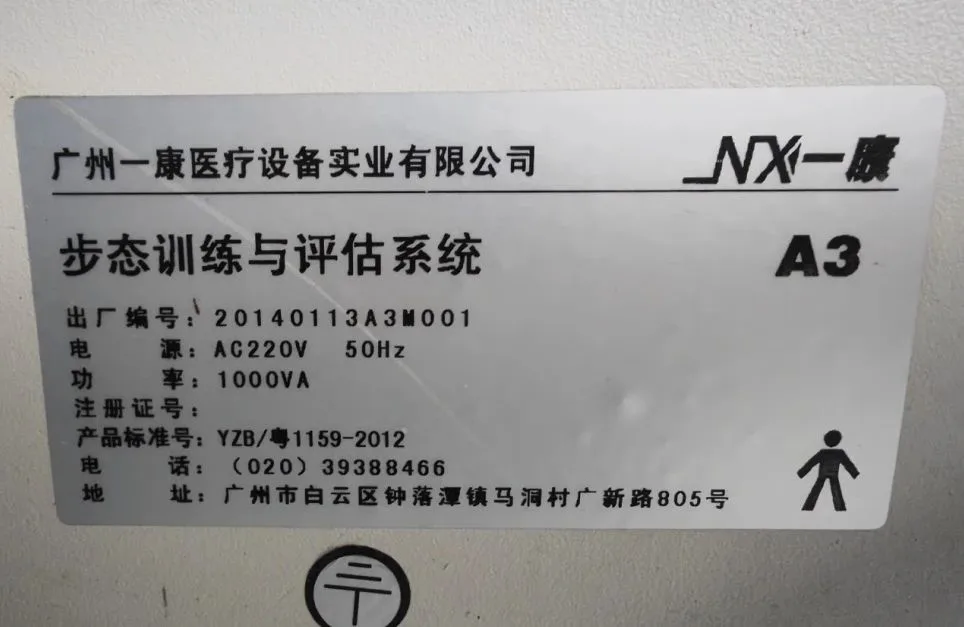 广州一康医疗设备实业有限公司 NX一康
步态训练与评估系统 A3
出厂编号：20140113A3M001
电 源：AC220V 50Hz
功 率：1000VA
注册证号：
产品标准号：YZB/粤1159-2012
电 话：（020）39388466
地 址：广州市白云区钟落潭镇马洞村广新路805号